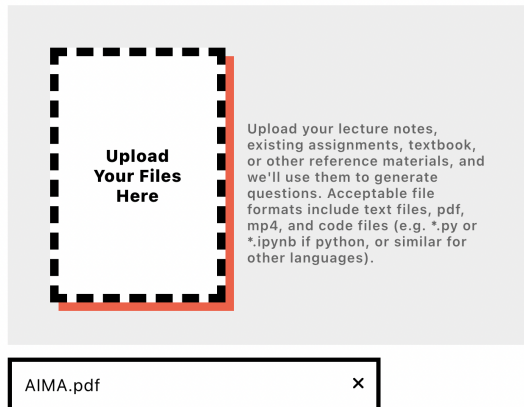 Upload
Your Files
Here
Upload your lecture notes,
existing assignments, textbook,
or other reference materials, and
we'll use them to generate
questions. Acceptable file
formats include text files, pdf,
mp4, and code files (e.g. *.py or
*.ipynb if python, or similar for
other languages).
AIMA.pdf ×